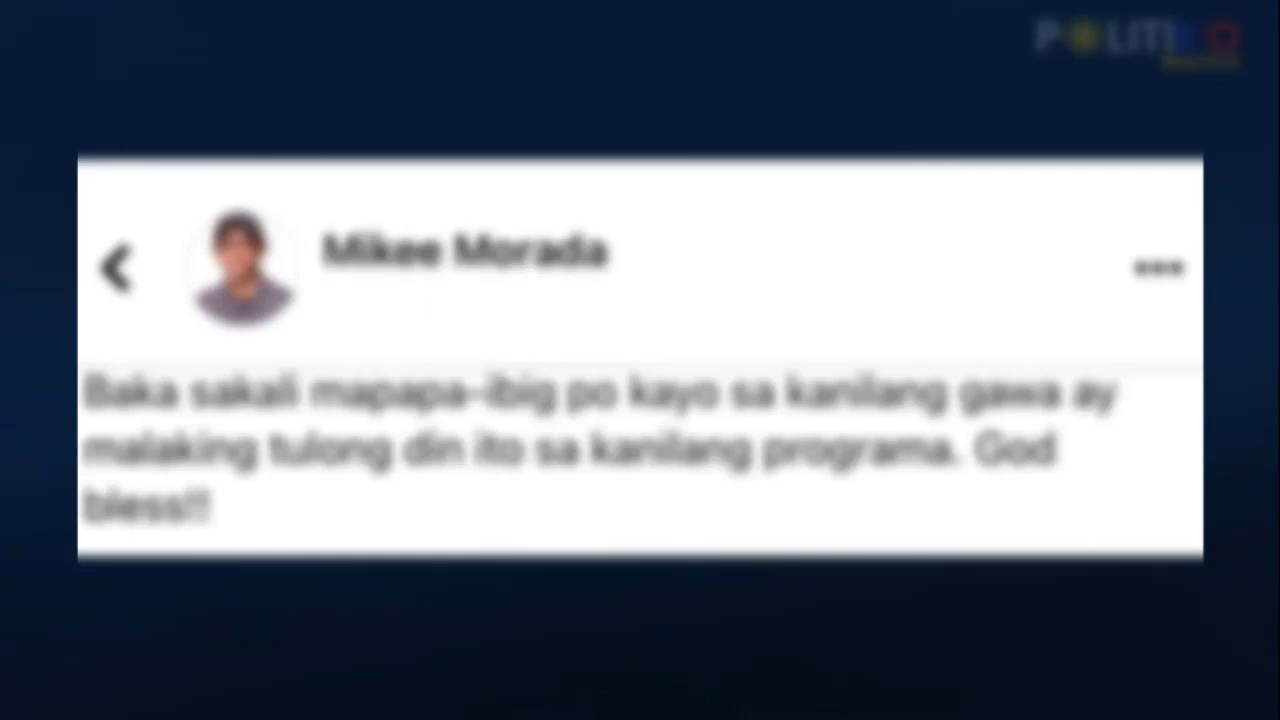 POLITIKO
Mikee Morada
Baka sakali mapapa-ibig po kayo sa kanilang gawa ay
malaking tulong din ito sa kanilang programa. God
bless!!